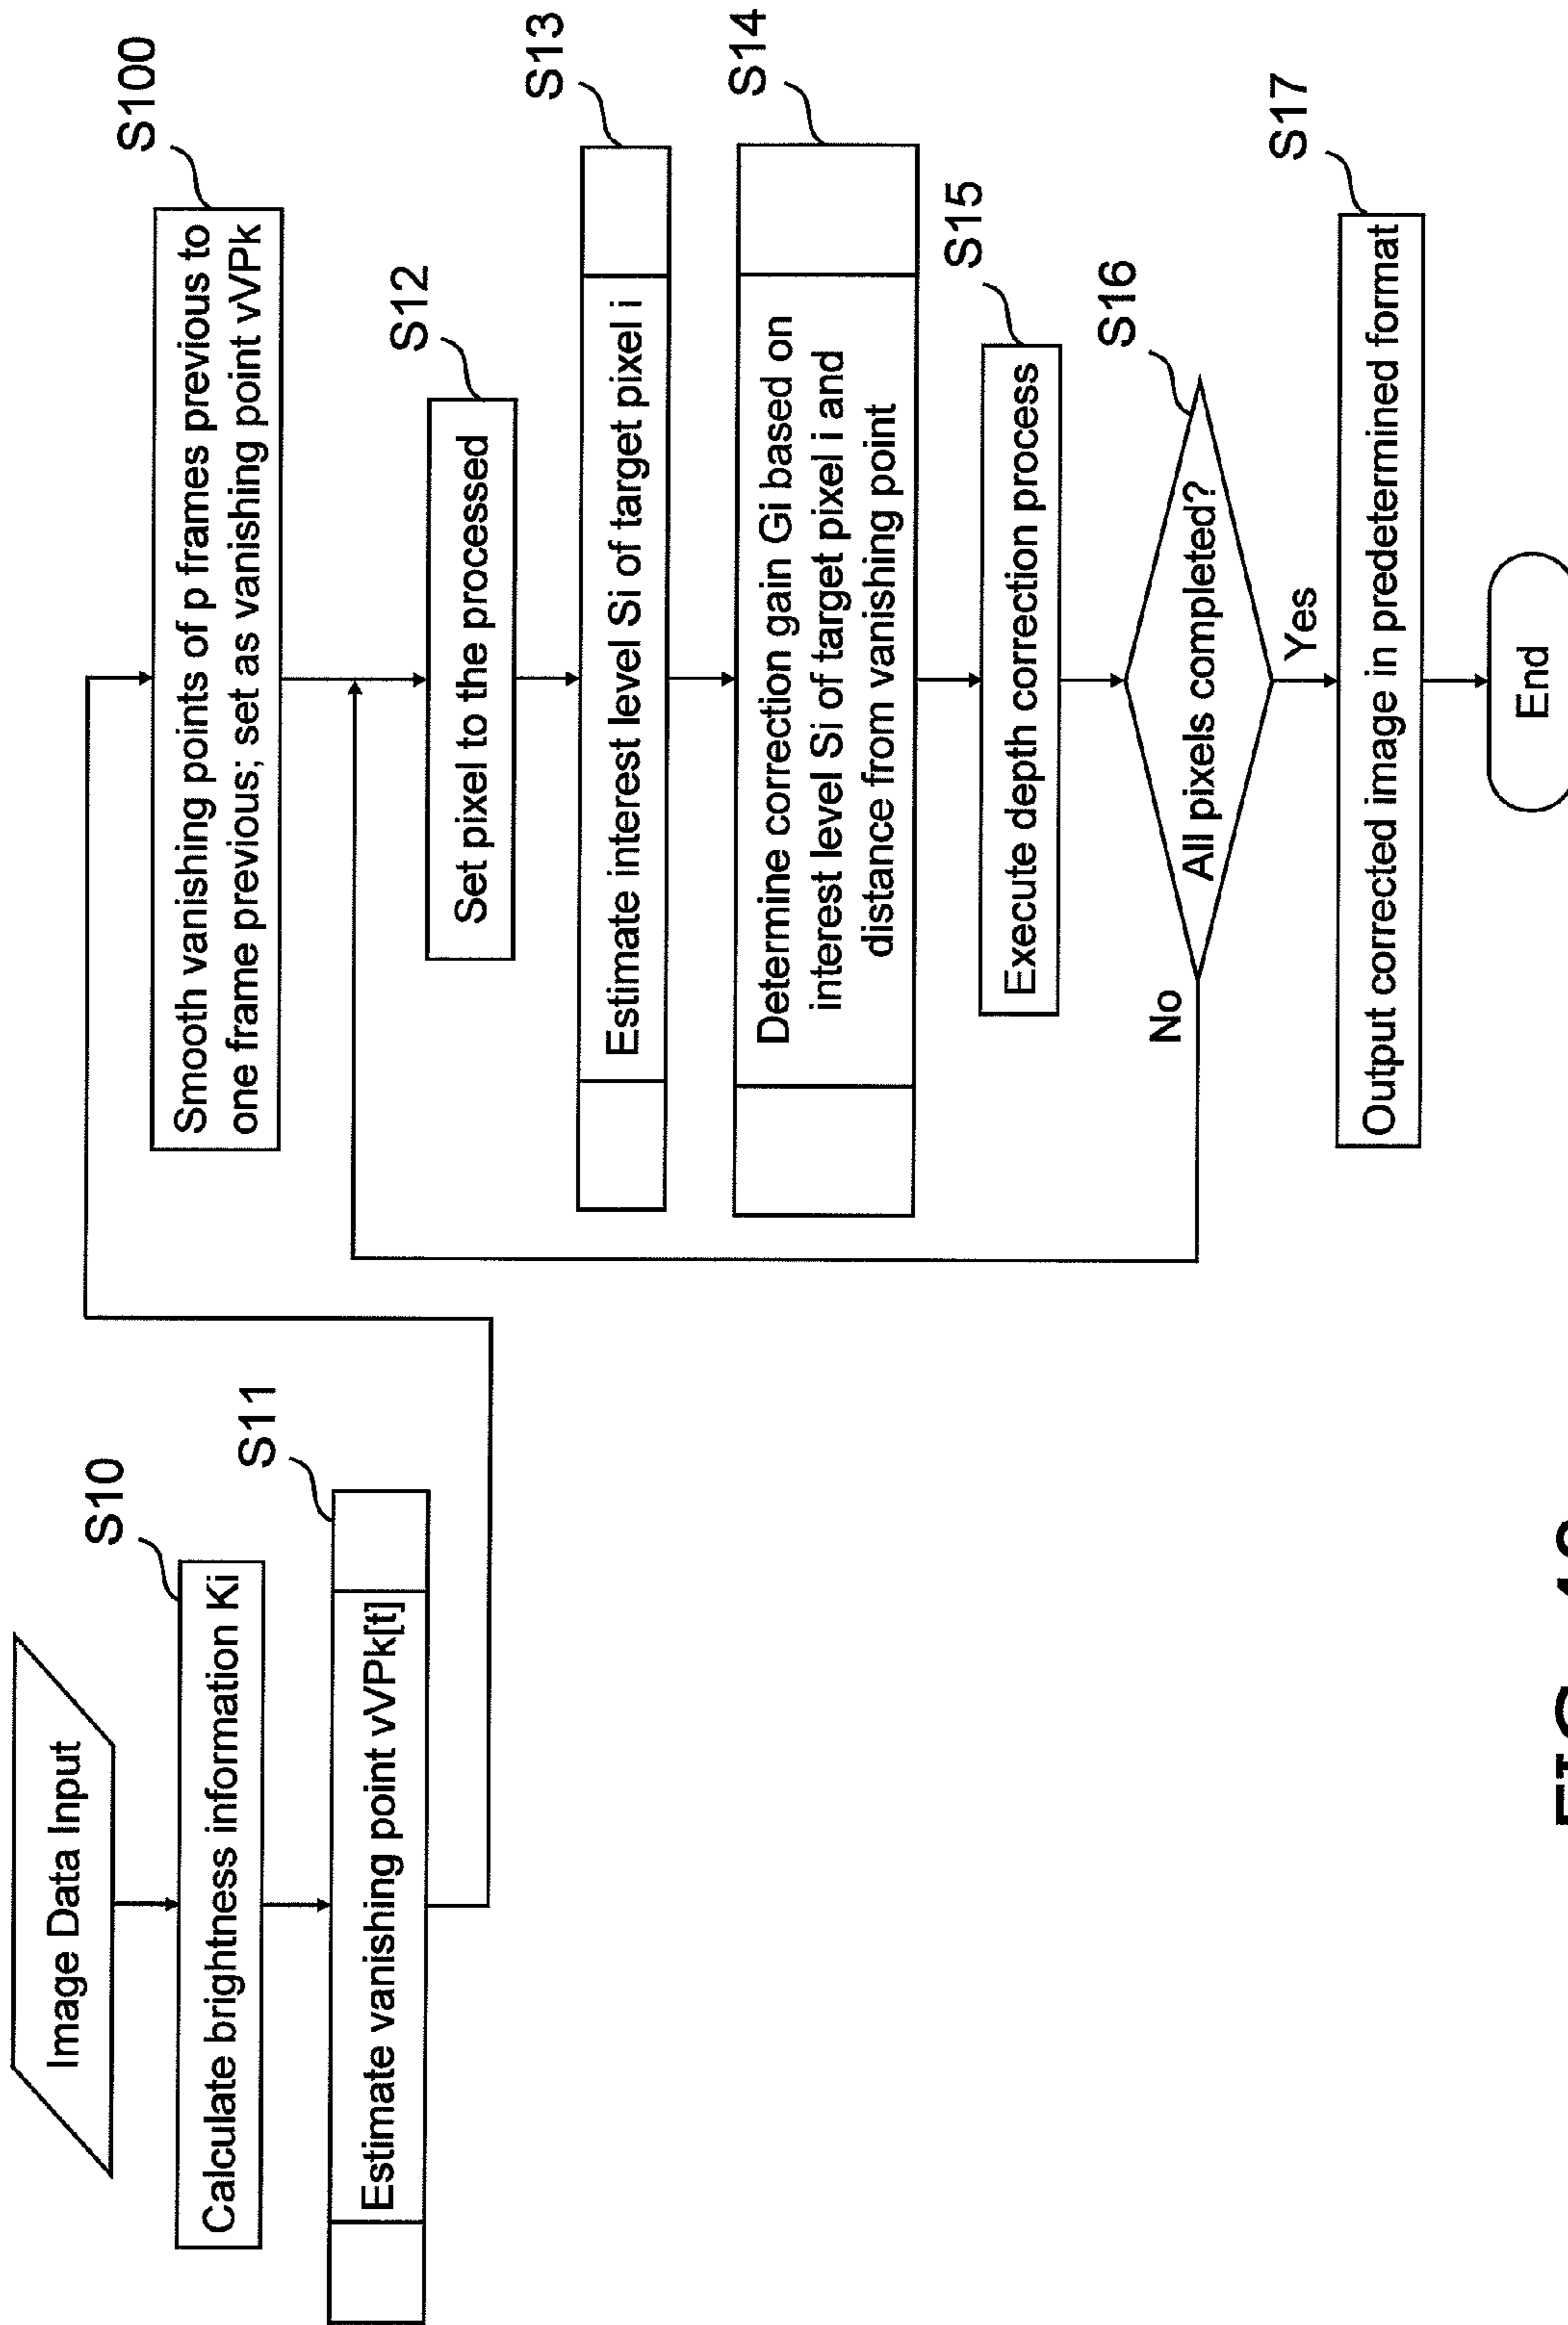 Image Data Input
S10
Calculate brightness information Ki
S11
Estimate vanishing point vVPk[t]
S100
Smooth vanishing points of p frames previous to
one frame previous; set as vanishing point vVPk
S12
Set pixel to the processed
S13
Estimate interest level Si of target pixel i
S14
Determine correction gain Gi based on
interest level Si of target pixel i and
distance from vanishing point
S15
Execute depth correction process
S16
All pixels completed?
No
Yes
S17
Output corrected image in predetermined format
End
FIG.